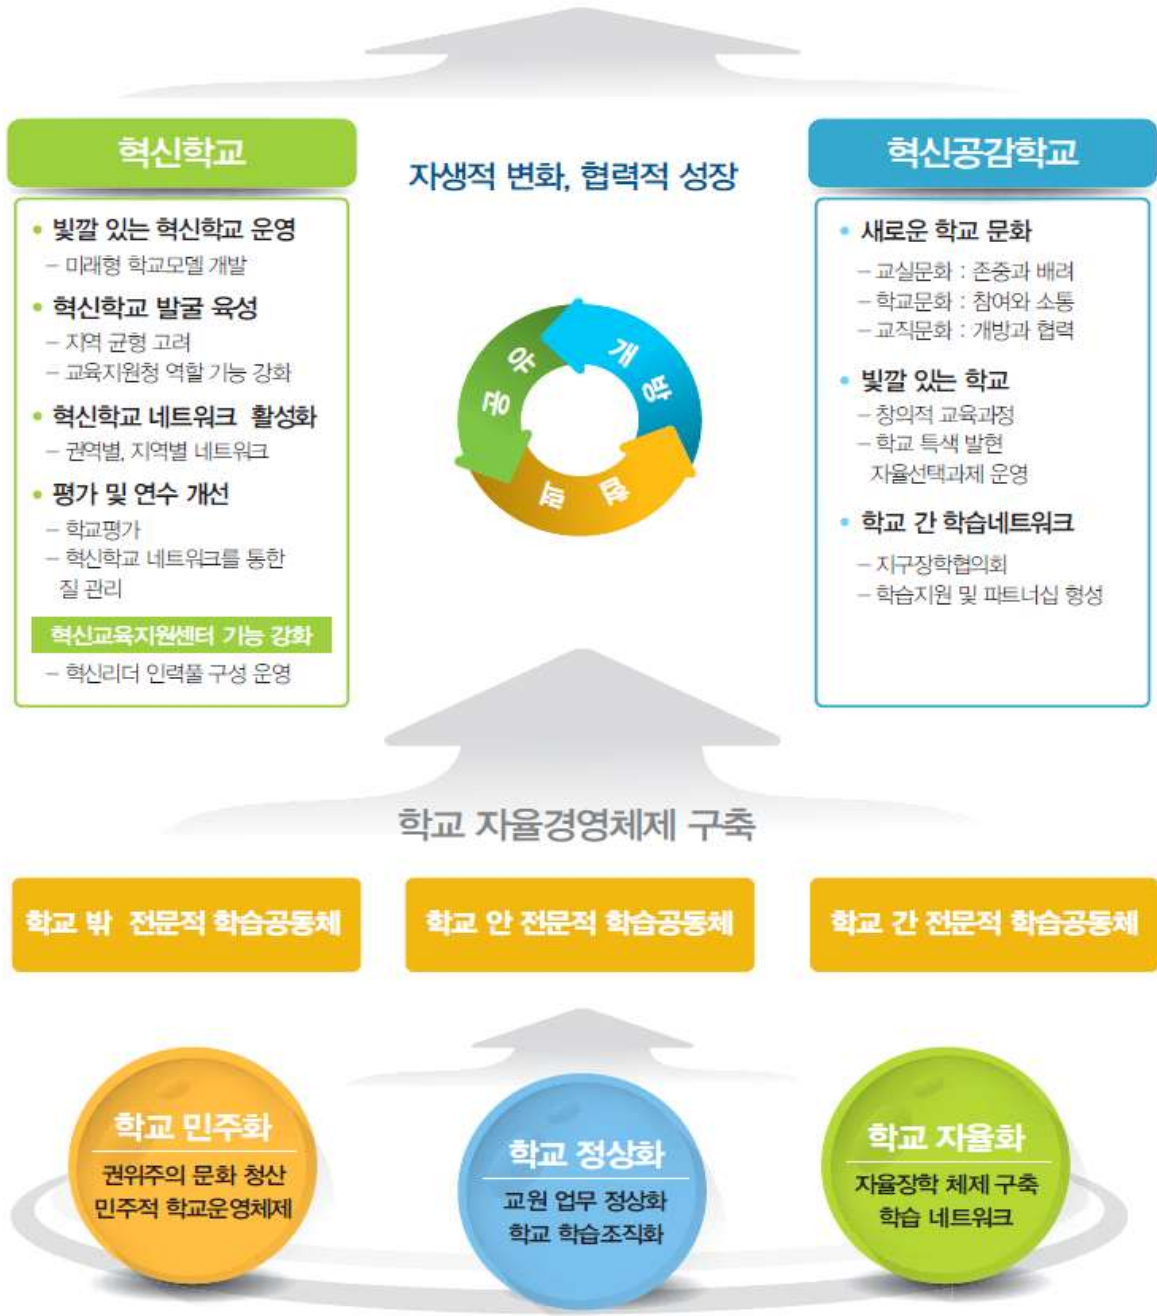 혁신학교
• 빛깔 있는 혁신학교 운영
– 미래형 학교모델 개발
• 혁신학교 발굴 육성
– 지역 균형 고려
– 교육지원청 역할 기능 강화
• 혁신학교 네트워크 활성화
– 권역별, 지역별 네트워크
• 평가 및 연수 개선
– 학교평가
– 혁신학교 네트워크를 통한
질 관리
혁신교육지원센터 기능 강화
– 혁신리더 인력풀 구성 운영
자생적 변화, 협력적 성장
공유
개방
협력
혁신공감학교
• 새로운 학교 문화
– 교실문화 : 존중과 배려
– 학교문화 : 참여와 소통
– 교직문화 : 개방과 협력
• 빛깔 있는 학교
– 창의적 교육과정
– 학교 특색 발현
자율선택과제 운영
• 학교 간 학습네트워크
– 지구장학협의회
– 학습지원 및 파트너십 형성
학교 자율경영체제 구축
학교 밖 전문적 학습공동체
학교 안 전문적 학습공동체
학교 간 전문적 학습공동체
학교 민주화
권위주의 문화 청산
민주적 학교운영체제
학교 정상화
교원 업무 정상화
학교 학습조직화
학교 자율화
자율장학 체제 구축
학습 네트워크